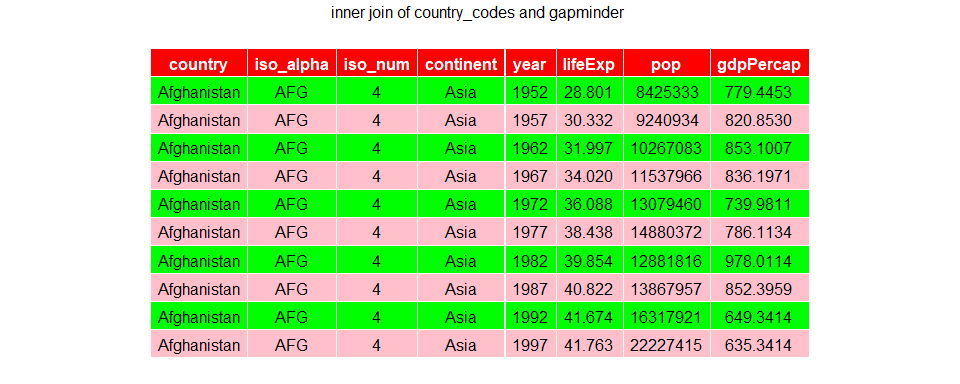 inner join of country_codes and gapminder
country iso_alpha iso_num continent year lifeExp pop gdpPercap
Afghanistan AFG 4 Asia 1952 28.801 8425333 779.4453
Afghanistan AFG 4 Asia 1957 30.332 9240934 820.8530
Afghanistan AFG 4 Asia 1962 31.997 10267083 853.1007
Afghanistan AFG 4 Asia 1967 34.020 11537966 836.1971
Afghanistan AFG 4 Asia 1972 36.088 13079460 739.9811
Afghanistan AFG 4 Asia 1977 38.438 14880372 786.1134
Afghanistan AFG 4 Asia 1982 39.854 12881816 978.0114
Afghanistan AFG 4 Asia 1987 40.822 13867957 852.3959
Afghanistan AFG 4 Asia 1992 41.674 16317921 649.3414
Afghanistan AFG 4 Asia 1997 41.763 22227415 635.3414